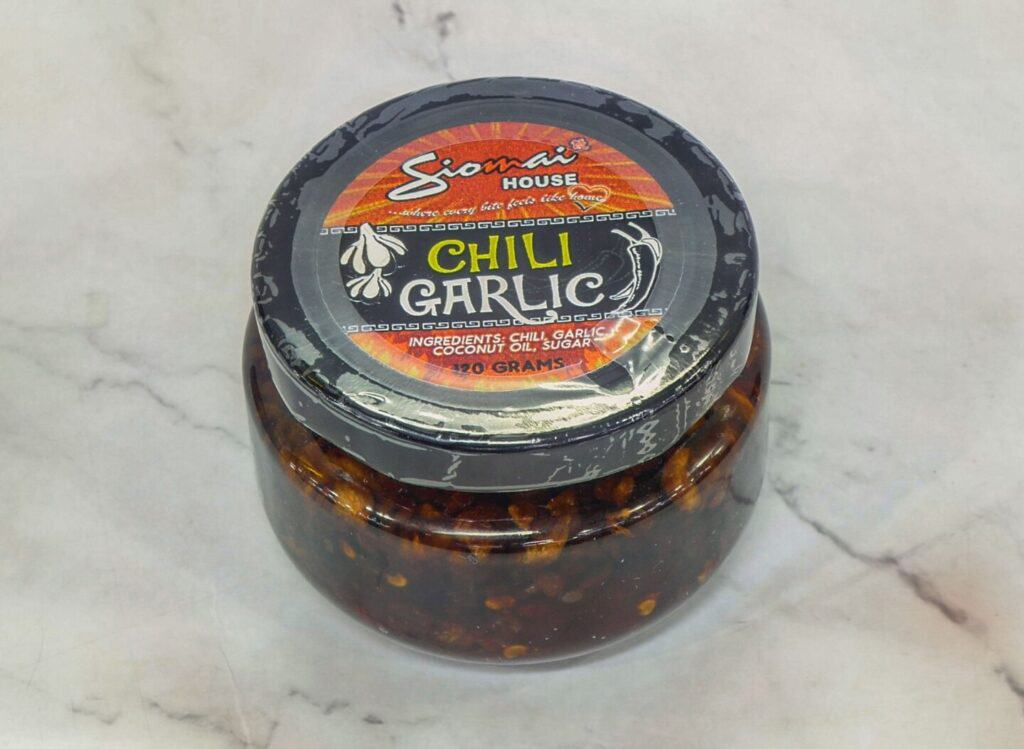 Siomai
HOUSE
...where every bite feels like home
CHILI
GARLIC
INGREDIENTS: CHILI, GARLIC,
COCONUT OIL, SUGAR
120 GRAMS